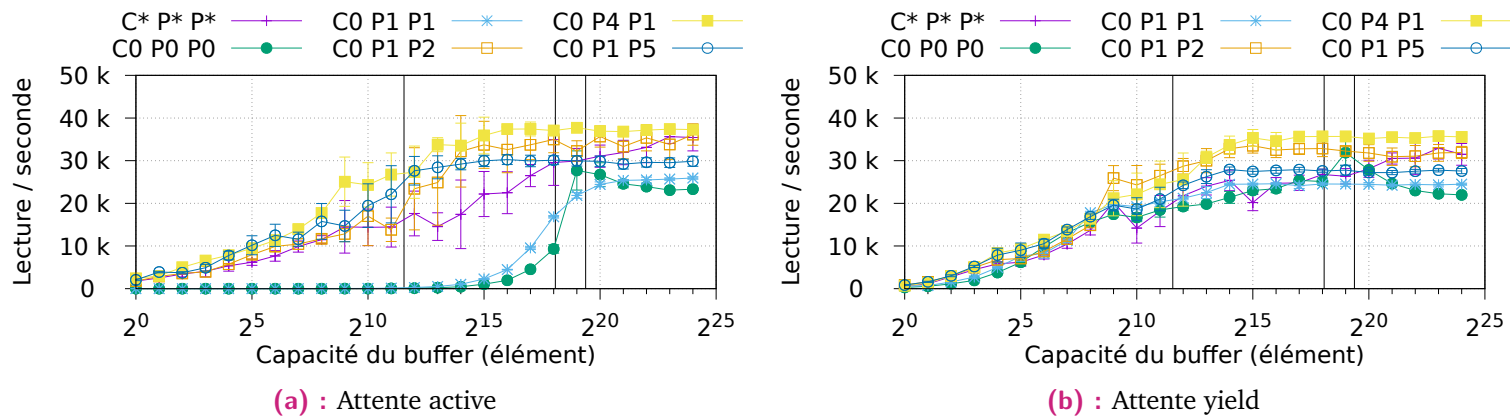 C* P* P* C0 P1 P1 C0 P4 P1
C0 P0 P0 C0 P1 P2 C0 P1 P5
50 k
40 k
30 k
20 k
10 k
0
Lecture / seconde
2^0 2^5 2^10 2^15 2^20 2^25
Capacité du buffer (élément)
(a) : Attente active
C* P* P* C0 P1 P1 C0 P4 P1
C0 P0 P0 C0 P1 P2 C0 P1 P5
50 k
40 k
30 k
20 k
10 k
0
Lecture / seconde
2^0 2^5 2^10 2^15 2^20 2^25
Capacité du buffer (élément)
(b) : Attente yield